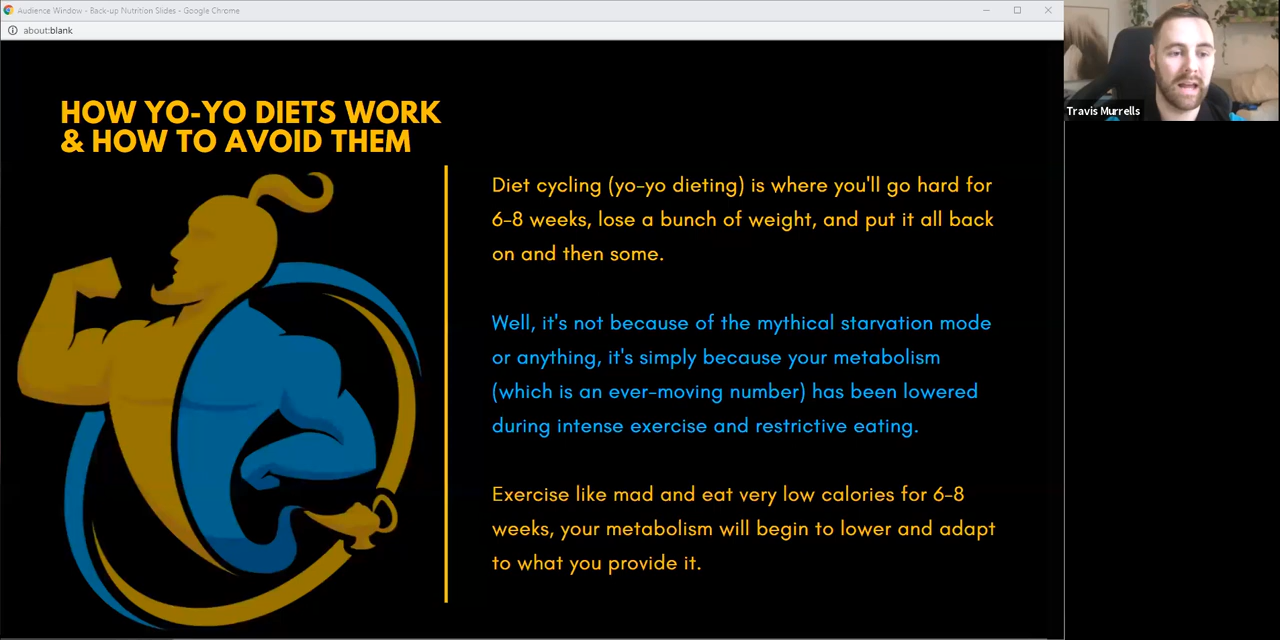 Audience Window - Back-up Nutrition Slides - Google Chrome
about:blank
HOW YO-YO DIETS WORK
& HOW TO AVOID THEM
Diet cycling (yo-yo dieting) is where you'll go hard for
6-8 weeks, lose a bunch of weight, and put it all back
on and then some.
Well, it's not because of the mythical starvation mode
or anything, it's simply because your metabolism
(which is an ever-moving number) has been lowered
during intense exercise and restrictive eating.
Exercise like mad and eat very low calories for 6-8
weeks, your metabolism will begin to lower and adapt
to what you provide it.
Travis Murrells